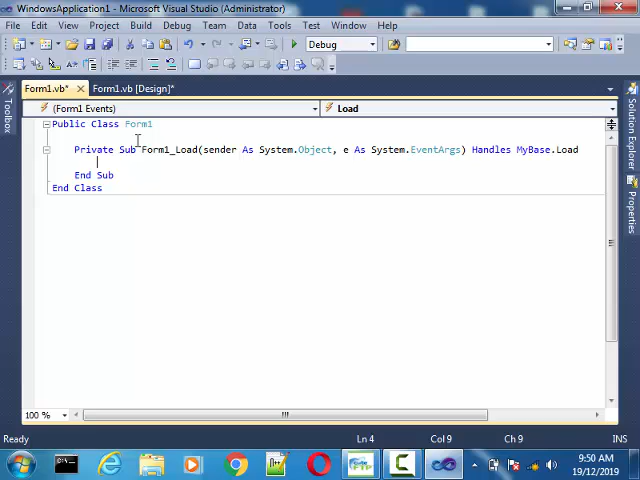 WindowsApplication1 - Microsoft Visual Studio (Administrator)
File Edit View Project Build Debug Team Data Tools Test Window Help
Debug
Form1.vb* Form1.vb [Design]*
(Form1 Events) Load
Toolbox
Solution Explorer
Properties
Public Class Form1
Private Sub Form1_Load(sender As System.Object, e As System.EventArgs) Handles MyBase.Load
End Sub
End Class
100 %
Ready Ln 4 Col 9 Ch 9 INS
FTP
9:50 AM
19/12/2019